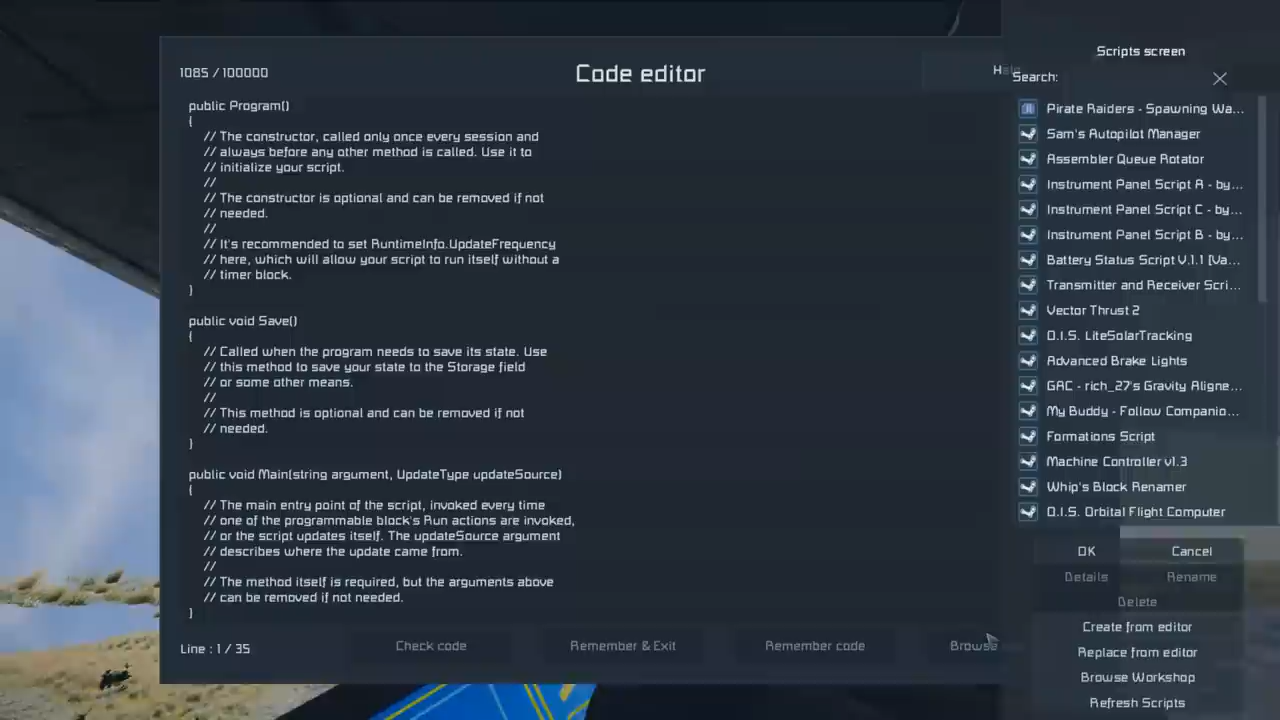 1085 / 100000
Code editor
Help
public Program()
{
// The constructor, called only once every session and
// always before any other method is called. Use it to
// initialize your script.
//
// The constructor is optional and can be removed if not
// needed.
//
// It's recommended to set RuntimeInfo.UpdateFrequency
// here, which will allow your script to run itself without a
// timer block.
}
public void Save()
{
// Called when the program needs to save its state. Use
// this method to save your state to the Storage field
// or some other means.
//
// This method is optional and can be removed if not
// needed.
}
public void Main(string argument, UpdateType updateSource)
{
// The main entry point of the script, invoked every time
// one of the programmable block's Run actions are invoked,
// or the script updates itself. The updateSource argument
// describes where the update came from.
//
// The method itself is required, but the arguments above
// can be removed if not needed.
}
Line : 1 / 35
Check code
Remember & Exit
Remember code
Browse
Scripts screen
Search:
Pirate Raiders - Spawning Wa...
Sam's Autopilot Manager
Assembler Queue Rotator
Instrument Panel Script A - by...
Instrument Panel Script C - by...
Instrument Panel Script B - by...
Battery Status Script V.1.1 [Va...
Transmitter and Receiver Scri...
Vector Thrust 2
O.I.S. LiteSolarTracking
Advanced Brake Lights
GAC - rich_27's Gravity Aligne...
My Buddy - Follow Companio...
Formations Script
Machine Controller v1.3
Whip's Block Renamer
O.I.S. Orbital Flight Computer
OK
Cancel
Details
Rename
Delete
Create from editor
Replace from editor
Browse Workshop
Refresh Scripts